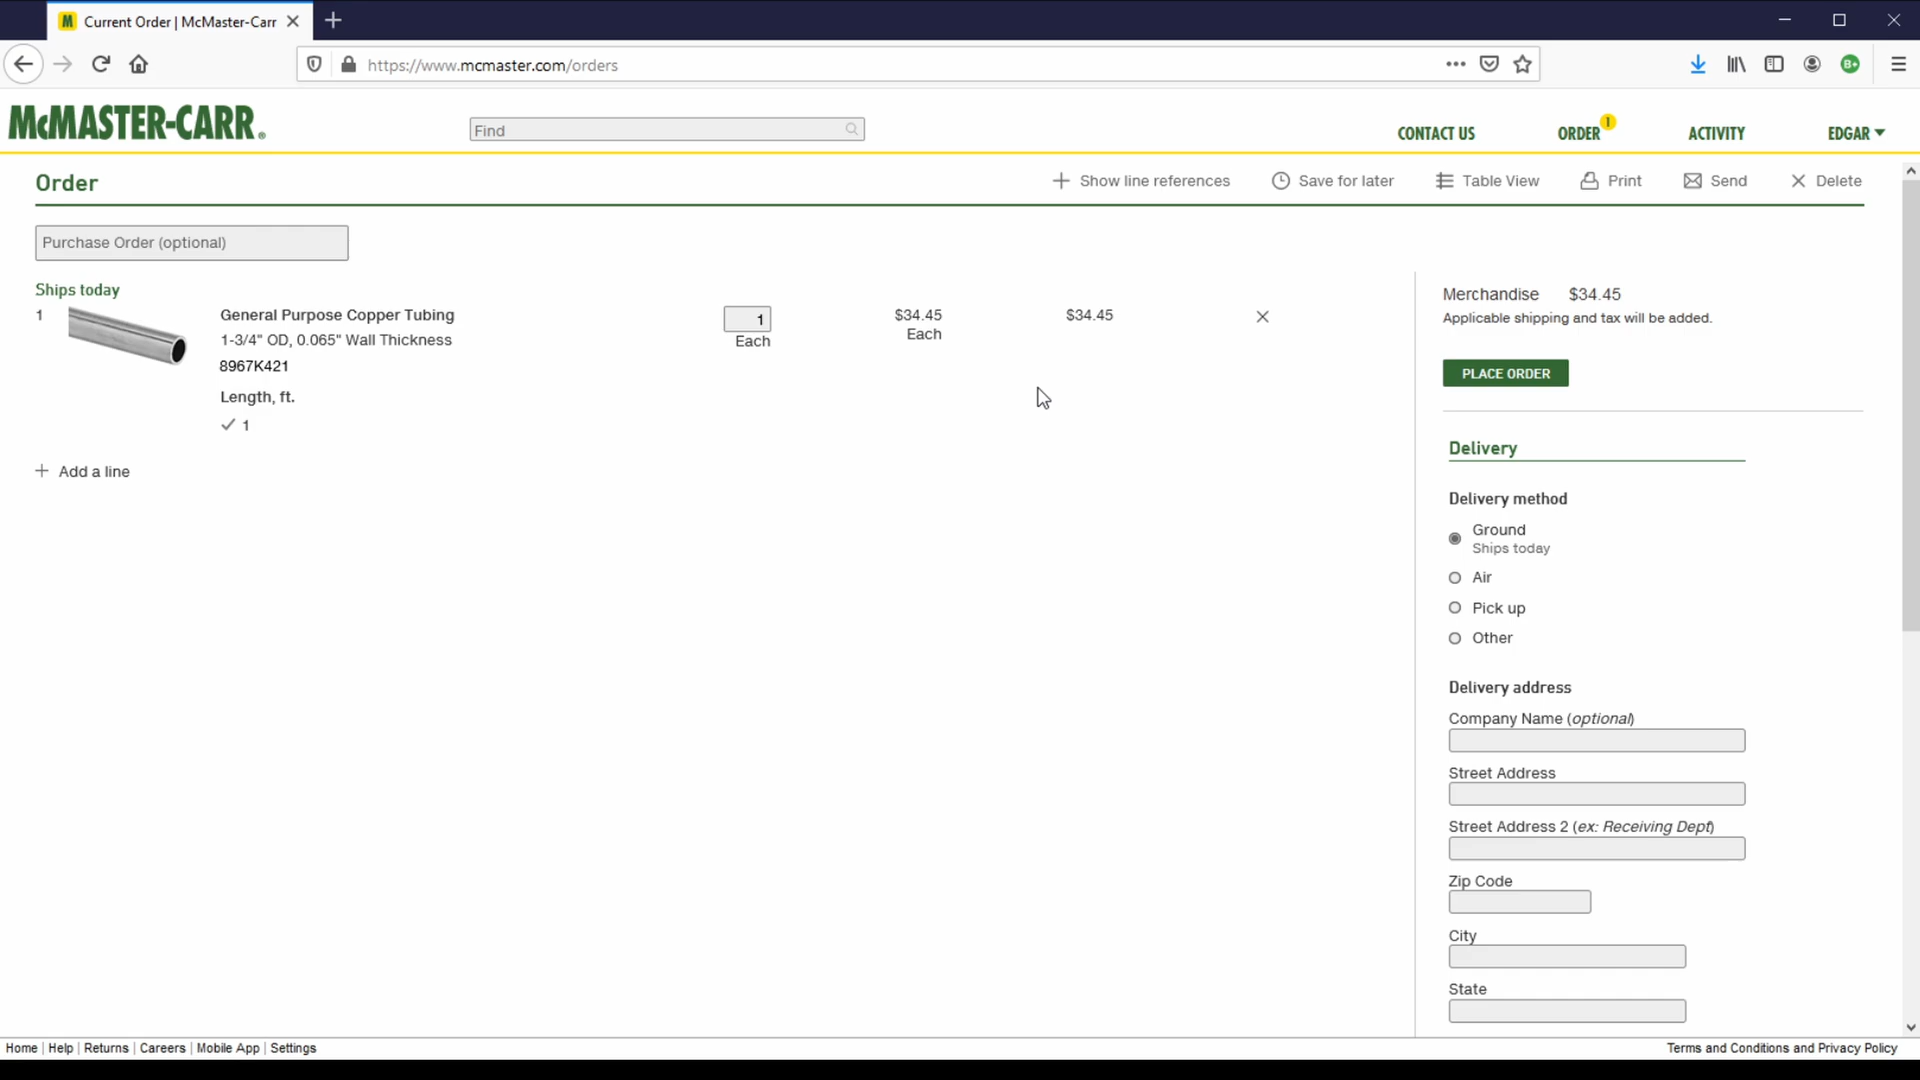 M Current Order | McMaster-Carr
https://www.mcmaster.com/orders
B+
McMASTER-CARR®
Find
CONTACT US
ORDER 1
ACTIVITY
EDGAR
Order
Show line references
Save for later
Table View
Print
Send
Delete
Purchase Order (optional)
Ships today
1
General Purpose Copper Tubing
1-3/4" OD, 0.065" Wall Thickness
8967K421
Length, ft.
1
1
Each
$34.45
Each
$34.45
Add a line
Merchandise $34.45
Applicable shipping and tax will be added.
PLACE ORDER
Delivery
Delivery method
Ground
Ships today
Air
Pick up
Other
Delivery address
Company Name (optional)
Street Address
Street Address 2 (ex: Receiving Dept)
Zip Code
City
State
Home | Help | Returns | Careers | Mobile App | Settings
Terms and Conditions and Privacy Policy